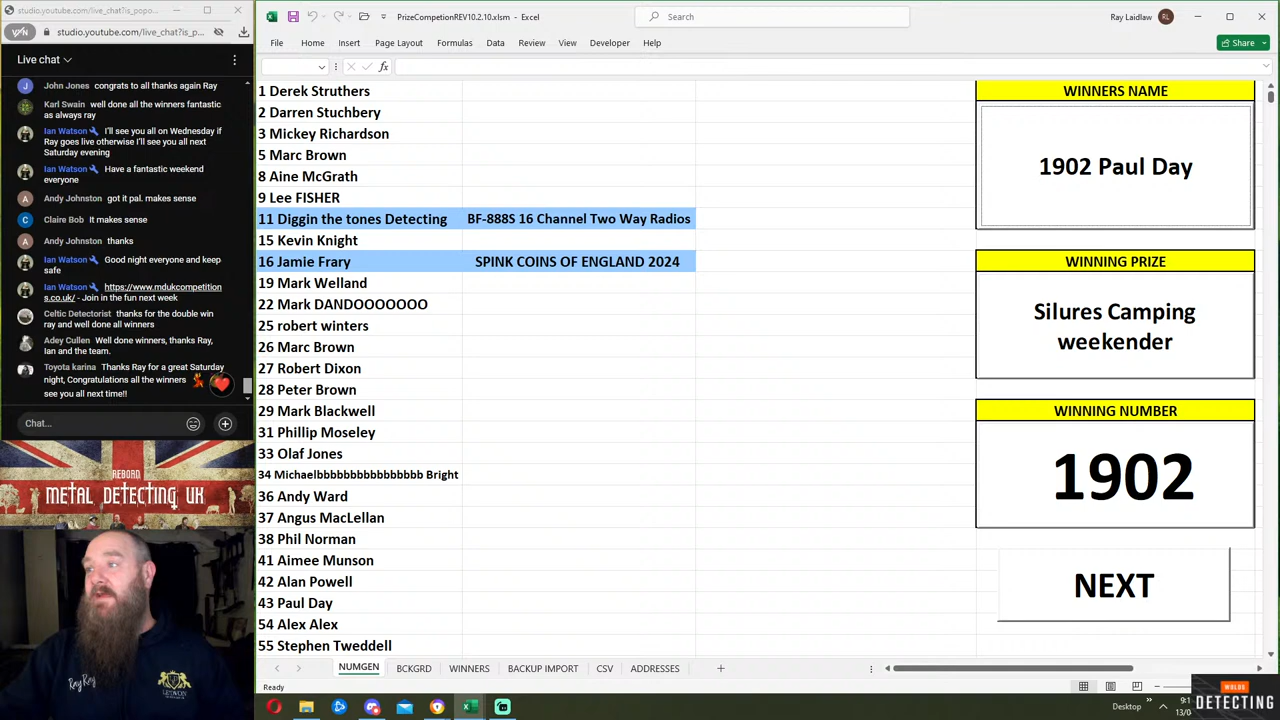 studio.youtube.com/live_chat?is_popo...
studio.youtube.com/live_chat?is_p...
Live chat
John Jones congrats to all thanks again Ray
Karl Swain well done all the winners fantastic
as always ray
Ian Watson I'll see you all on Wednesday if
Ray goes live otherwise I'll see you all next
Saturday evening
Ian Watson Have a fantastic weekend
everyone
Andy Johnston got it pal. makes sense
Claire Bob It makes sense
Andy Johnston thanks
Ian Watson Good night everyone and keep
safe
Ian Watson https://www.mdukcompetition
s.co.uk/ - Join in the fun next week
Celtic Detectorist thanks for the double win
ray and well done all winners
Adey Cullen Well done winners, thanks Ray,
Ian and the team.
Toyota karina Thanks Ray for a great Saturday
night, Congratulations all the winners
see you all next time!!
Chat...
REBORN
METAL DETECTING UK
Ray Ray
PrizeCompetionREV10.2.10.xlsm - Excel
Search
Ray Laidlaw
RL
File Home Insert Page Layout Formulas Data Review View Developer Help
Share
fx
1 Derek Struthers
2 Darren Stuchbery
3 Mickey Richardson
5 Marc Brown
8 Aine McGrath
9 Lee FISHER
11 Diggin the tones Detecting BF-888S 16 Channel Two Way Radios
15 Kevin Knight
16 Jamie Frary SPINK COINS OF ENGLAND 2024
19 Mark Welland
22 Mark DANDOOOOOOO
25 robert winters
26 Marc Brown
27 Robert Dixon
28 Peter Brown
29 Mark Blackwell
31 Phillip Moseley
33 Olaf Jones
34 Michaelbbbbbbbbbbbbbbbb Bright
36 Andy Ward
37 Angus MacLellan
38 Phil Norman
41 Aimee Munson
42 Alan Powell
43 Paul Day
54 Alex Alex
55 Stephen Tweddell
WINNERS NAME
1902 Paul Day
WINNING PRIZE
Silures Camping
weekender
WINNING NUMBER
1902
NEXT
NUMGEN BCKGRD WINNERS BACKUP IMPORT CSV ADDRESSES
Ready
Desktop
DETECTING